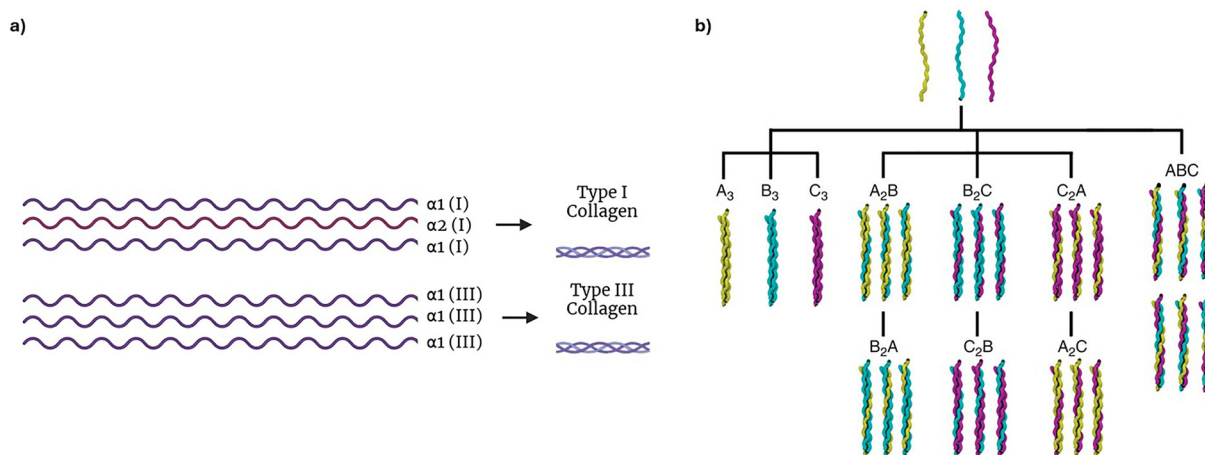 a)
α1 (I)
α2 (I)
α1 (I)
Type I
Collagen
α1 (III)
α1 (III)
α1 (III)
Type III
Collagen
b)
A₃
B₃
C₃
A₂B
B₂C
C₂A
ABC
B₂A
C₂B
A₂C